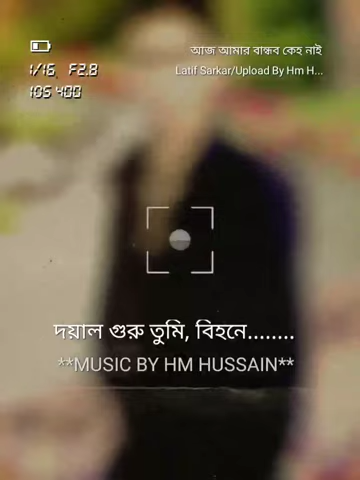 আজ আমার বান্ধব কেহ নাই
1/16 F2.8
Latif Sarkar/Upload By Hm H...
105 400
দয়াল গুরু তুমি, বিহনে........
**MUSIC BY HM HUSSAIN**